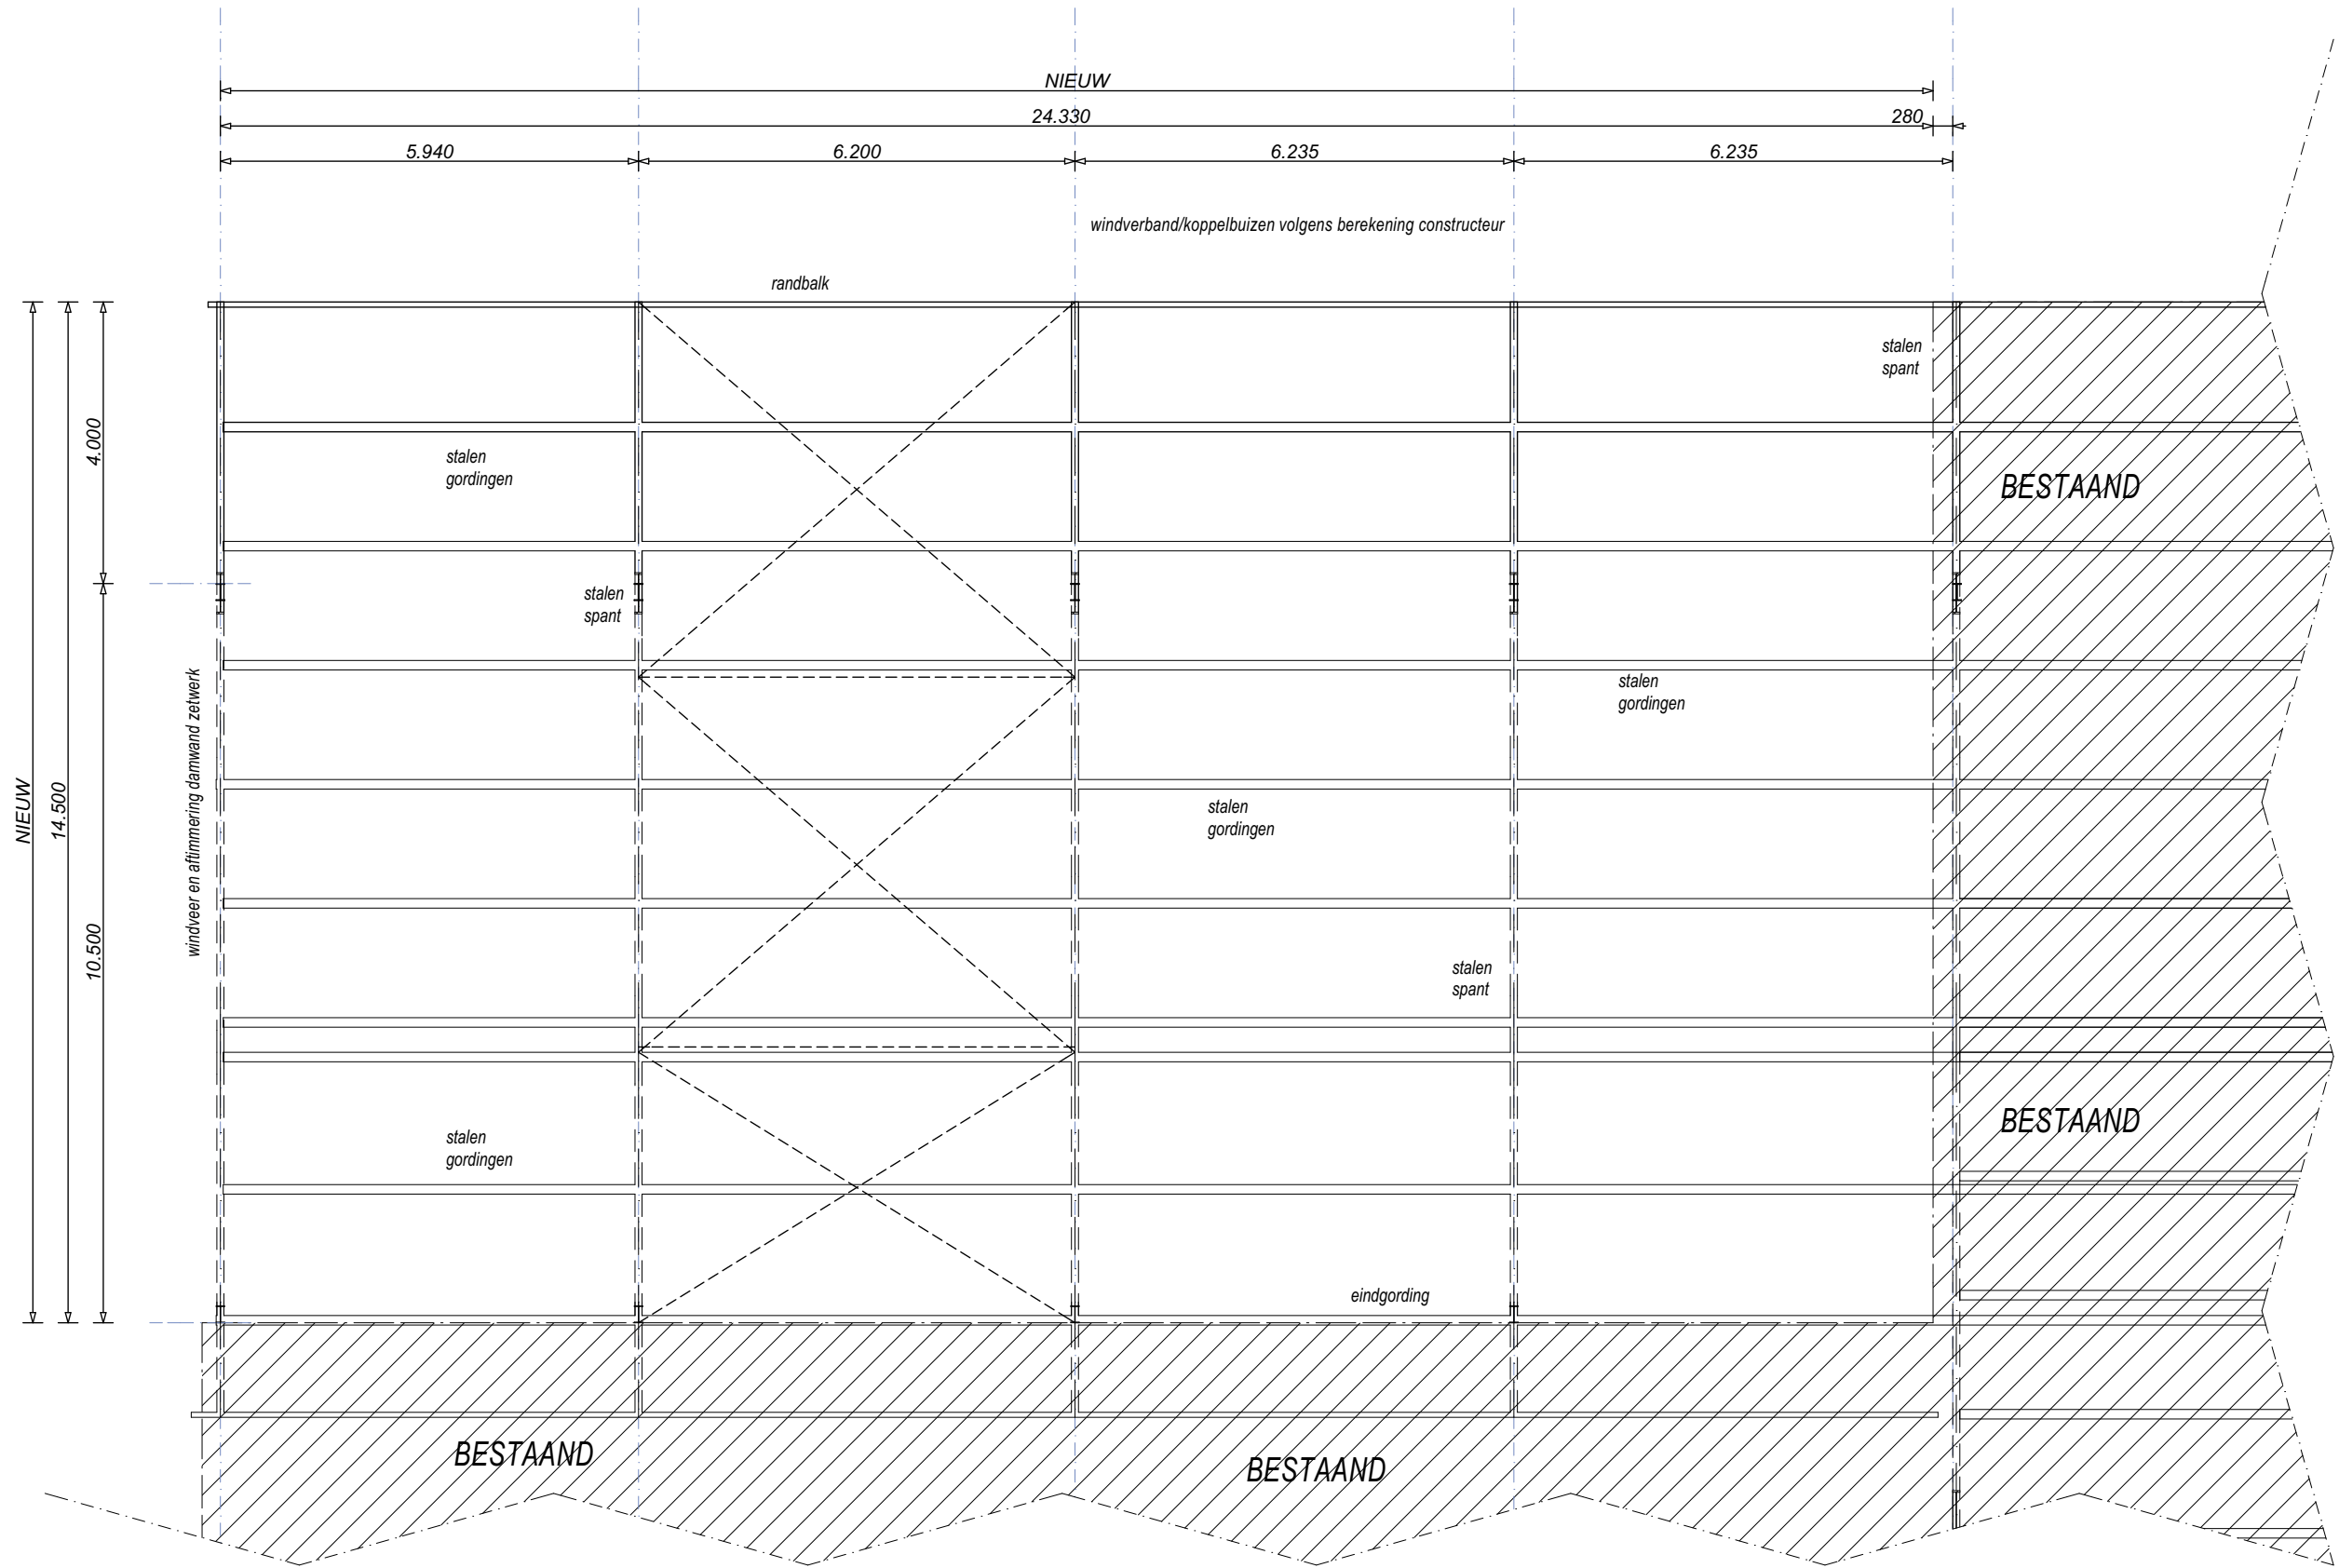 NIEUW
24.330
280
5.940
6.200
6.235
6.235
windverband/koppelbuizen volgens berekening constructeur
randbalk
stalen
spant
4.000
stalen
gordingen
BESTAAND
stalen
spant
windveer en aftimmering damwand zetwerk
stalen
gordingen
NIEUW
14.500
10.500
stalen
gordingen
stalen
spant
BESTAAND
stalen
gordingen
eindgording
BESTAAND
BESTAAND